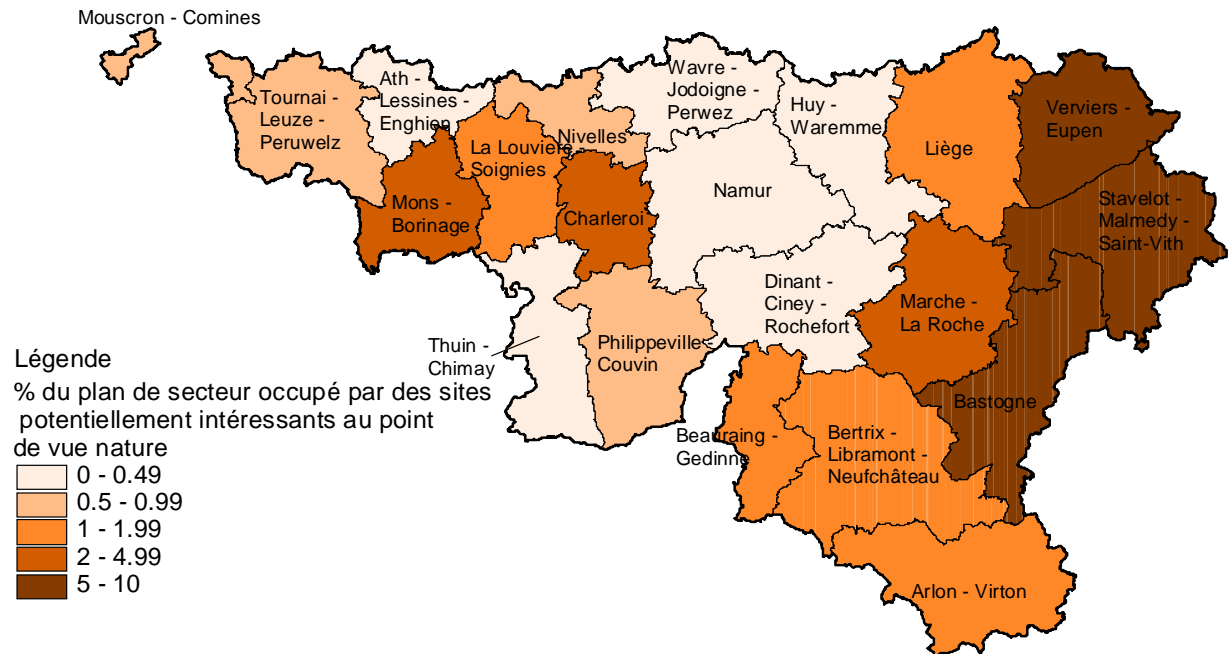 Mouscron - Comines
Tournai -
Leuze -
Peruwelz
Ath -
Lessines -
Enghien
Mons -
Borinage
La Louvière
- Soignies
Nivelles
Charleroi
Wavre -
Jodoigne -
Perwez
Huy -
Waremme
Namur
Liège
Verviers -
Eupen
Stavelot -
Malmedy -
Saint-Vith
Dinant -
Ciney -
Rochefort
Marche -
La Roche
Thuin -
Chimay
Philippeville -
Couvin
Bastogne
Beauraing -
Gedinne
Bertrix -
Libramont -
Neufchâteau
Arlon - Virton
Légende
% du plan de secteur occupé par des sites
potentiellement intéressants au point
de vue nature
0 - 0.49
0.5 - 0.99
1 - 1.99
2 - 4.99
5 - 10